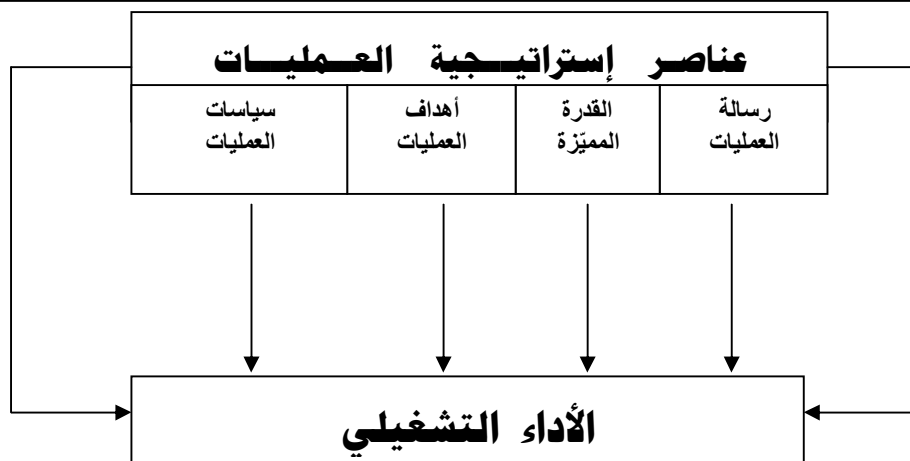 عناصر إستراتيجية العمليات
رسالة
العمليات
القدرة
المميّزة
أهداف
العمليات
سياسات
العمليات
الأداء التشغيلي